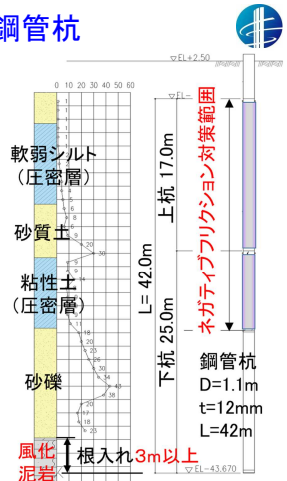 鋼管杭
▽EL+2.50
0 10 20 30 40 50 60
▽EL-
軟弱シルト
(圧密層)
砂質土
粘性土
(圧密層)
砂礫
風化
泥岩
根入れ3m以上
L= 42.0m
上杭 17.0m
下杭 25.0m
ネガティブフリクション対策範囲
鋼管杭
D=1.1m
t=12mm
L=42m
▽EL-43.670